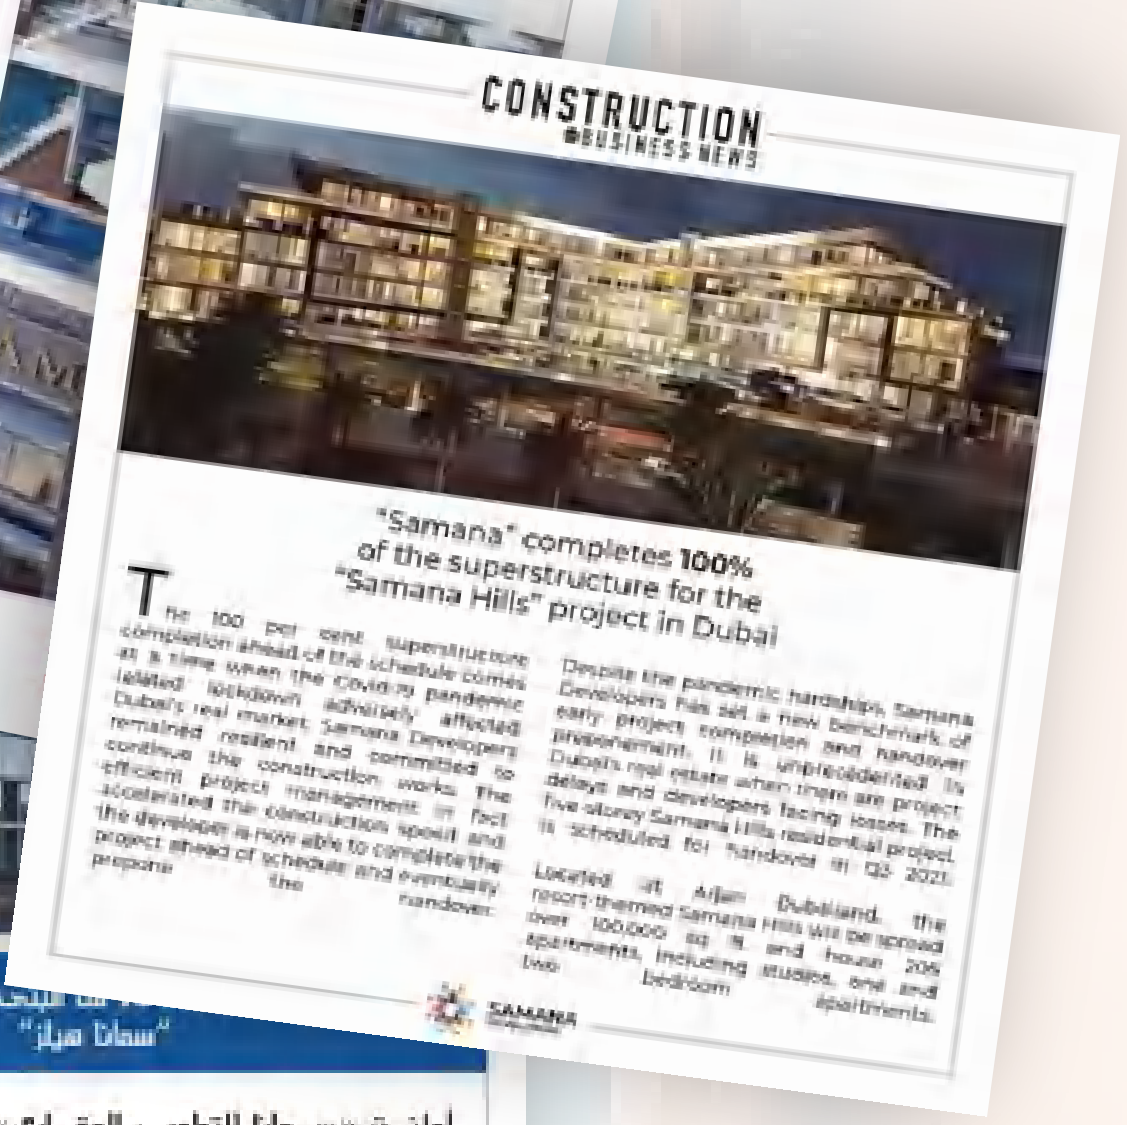 CONSTRUCTION
BUSINESS NEWS
"Samana" completes 100%
of the superstructure for the
"Samana Hills" project in Dubai
The 100 per cent superstructure
completion ahead of the schedule comes
at a time when the Covid-19 pandemic
related lockdown adversely affected
Dubai's real market. Samana Developers
remained resilient and committed to
continue the construction works. The
efficient project management in fact
accelerated the construction speed and
the developer is now able to complete the
project ahead of schedule and eventually
prepone the handover.
Despite the pandemic hardships, Samana
Developers has set a new benchmark of
early project completion and handover
preponement. It is unprecedented in
Dubai's real estate when there are project
delays and developers facing losses. The
five storey Samana Hills residential project
is scheduled for handover in Q2 2021.
Located at Arjan Dubailand, the
resort-themed Samana Hills will be spread
over 100,000 sq ft and house
apartments, including studios, one and
two bedroom apartments.
SAMANA
"سمانا هيلز"